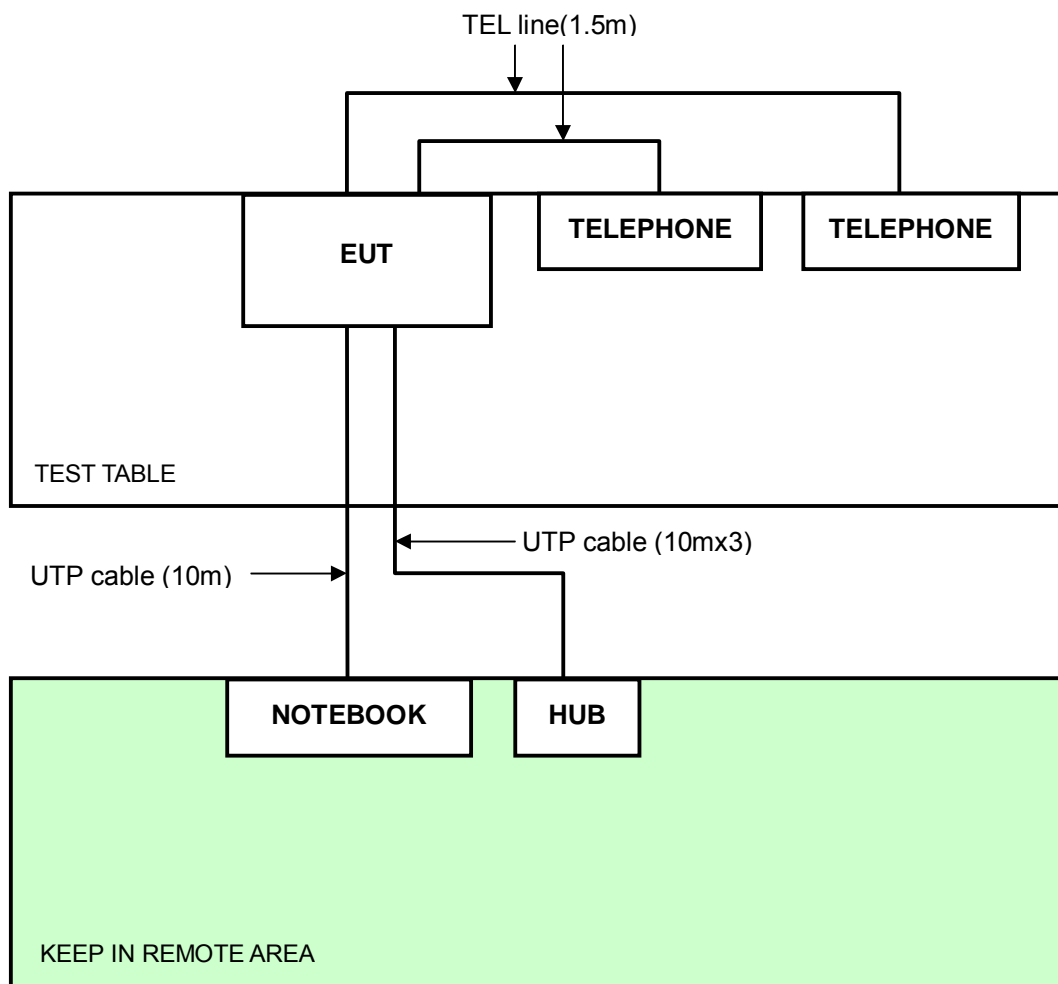 TEL line(1.5m)
EUT
TELEPHONE
TELEPHONE
TEST TABLE
UTP cable (10mx3)
UTP cable (10m)
NOTEBOOK
HUB
KEEP IN REMOTE AREA